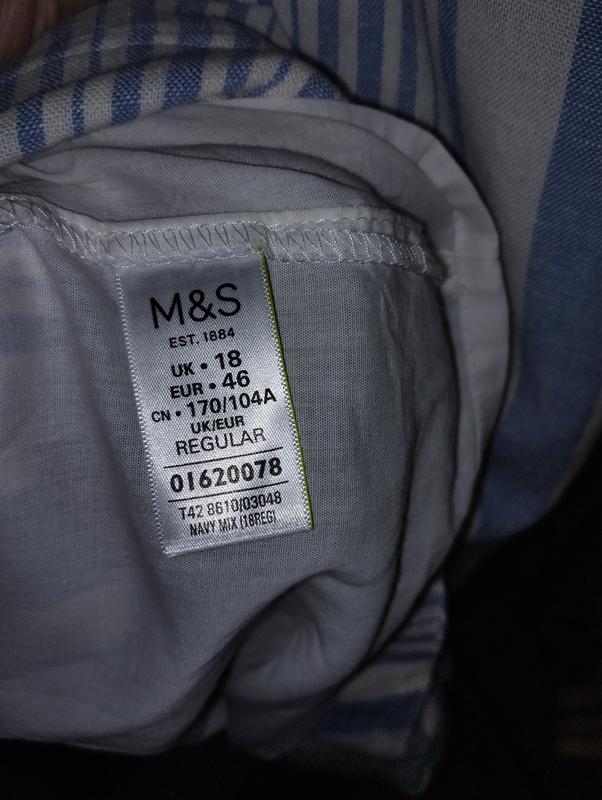 M&S
EST. 1884
UK • 18
EUR • 46
CN • 170/104A
UK/EUR
REGULAR
01620078
T42 8610/03048
NAVY MIX (18REG)